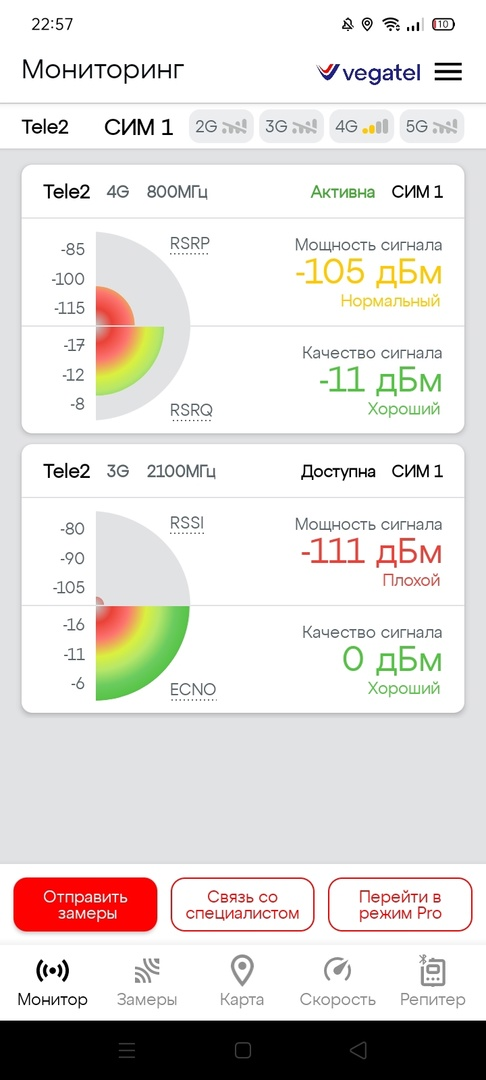 22:57
10
Мониторинг
vegatel
Tele2 СИМ 1 2G 3G 4G 5G
Tele2 4G 800МГц Активна СИМ 1
RSRP
-85
-100
-115
Мощность сигнала
-105 дБм
Нормальный
-17
-12
-8
RSRQ
Качество сигнала
-11 дБм
Хороший
Tele2 3G 2100МГц Доступна СИМ 1
RSSI
-80
-90
-105
Мощность сигнала
-111 дБм
Плохой
-16
-11
-6
ECNO
Качество сигнала
0 дБм
Хороший
Отправить
замеры
Связь со
специалистом
Перейти в
режим Pro
Монитор Замеры Карта Скорость Репитер